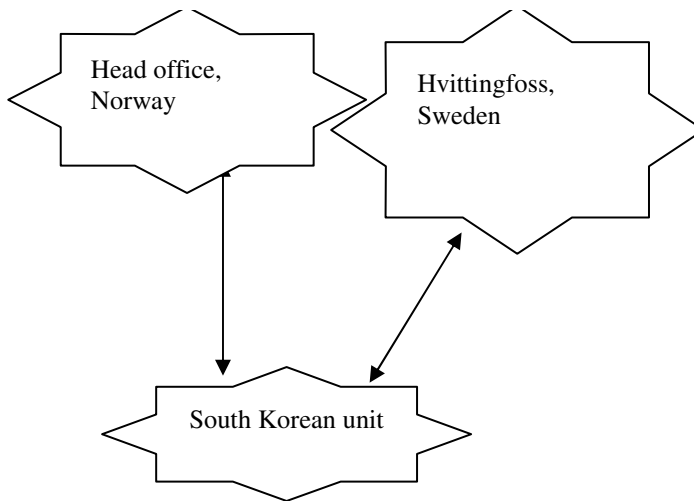 Head office,
Norway
Hvittingfoss,
Sweden
South Korean unit